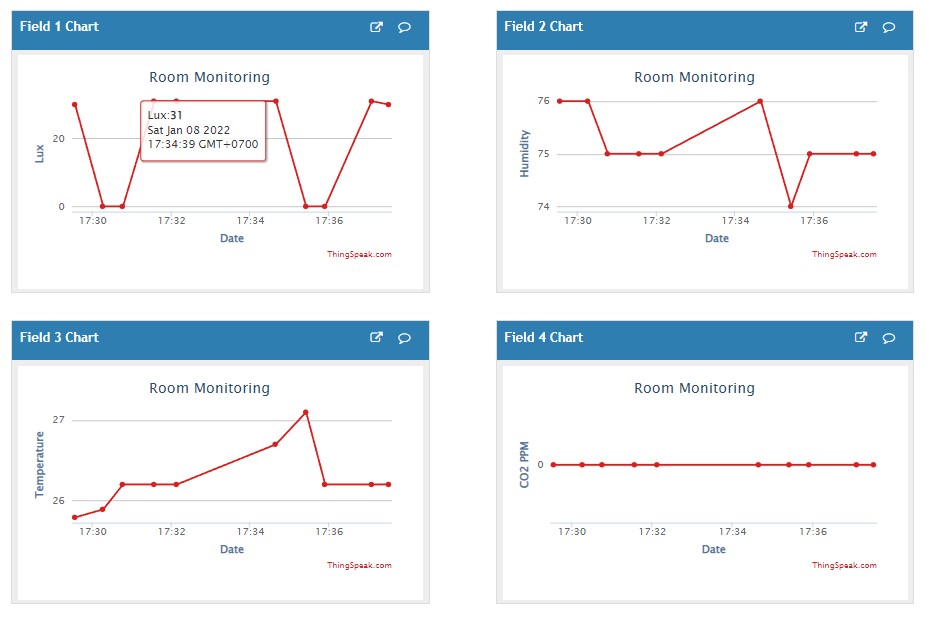 Field 1 Chart
Room Monitoring
Lux:31
Sat Jan 08 2022
17:34:39 GMT+0700
Lux
20
0
17:30 17:32 17:34 17:36
Date
ThingSpeak.com
Field 2 Chart
Room Monitoring
Humidity
76
75
74
17:30 17:32 17:34 17:36
Date
ThingSpeak.com
Field 3 Chart
Room Monitoring
Temperature
27
26
17:30 17:32 17:34 17:36
Date
ThingSpeak.com
Field 4 Chart
Room Monitoring
CO2 PPM
0
17:30 17:32 17:34 17:36
Date
ThingSpeak.com